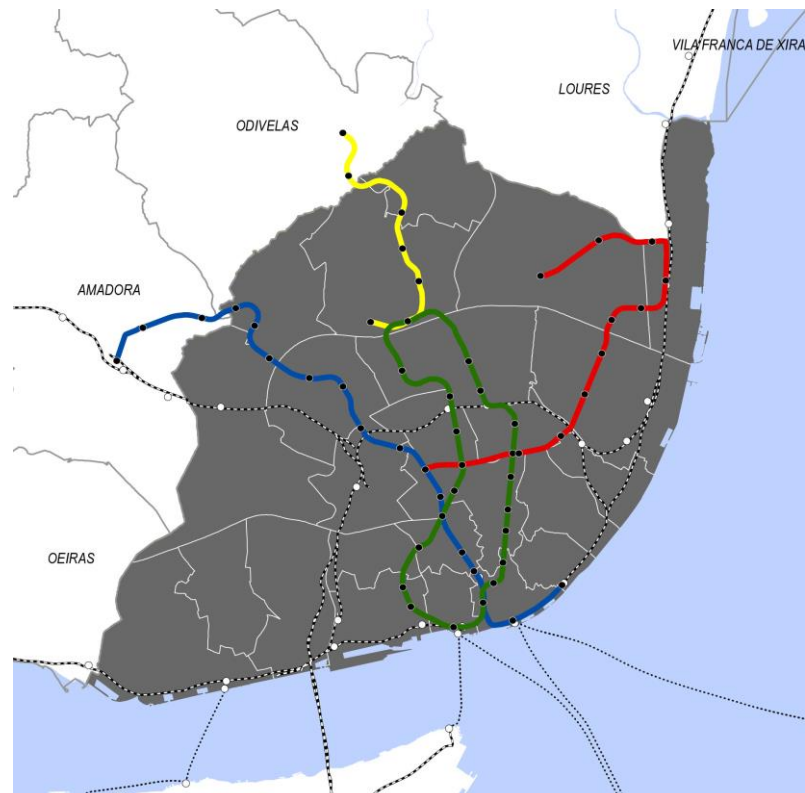 VILA FRANCA DE XIRA
LOURES
ODIVELAS
AMADORA
OEIRAS